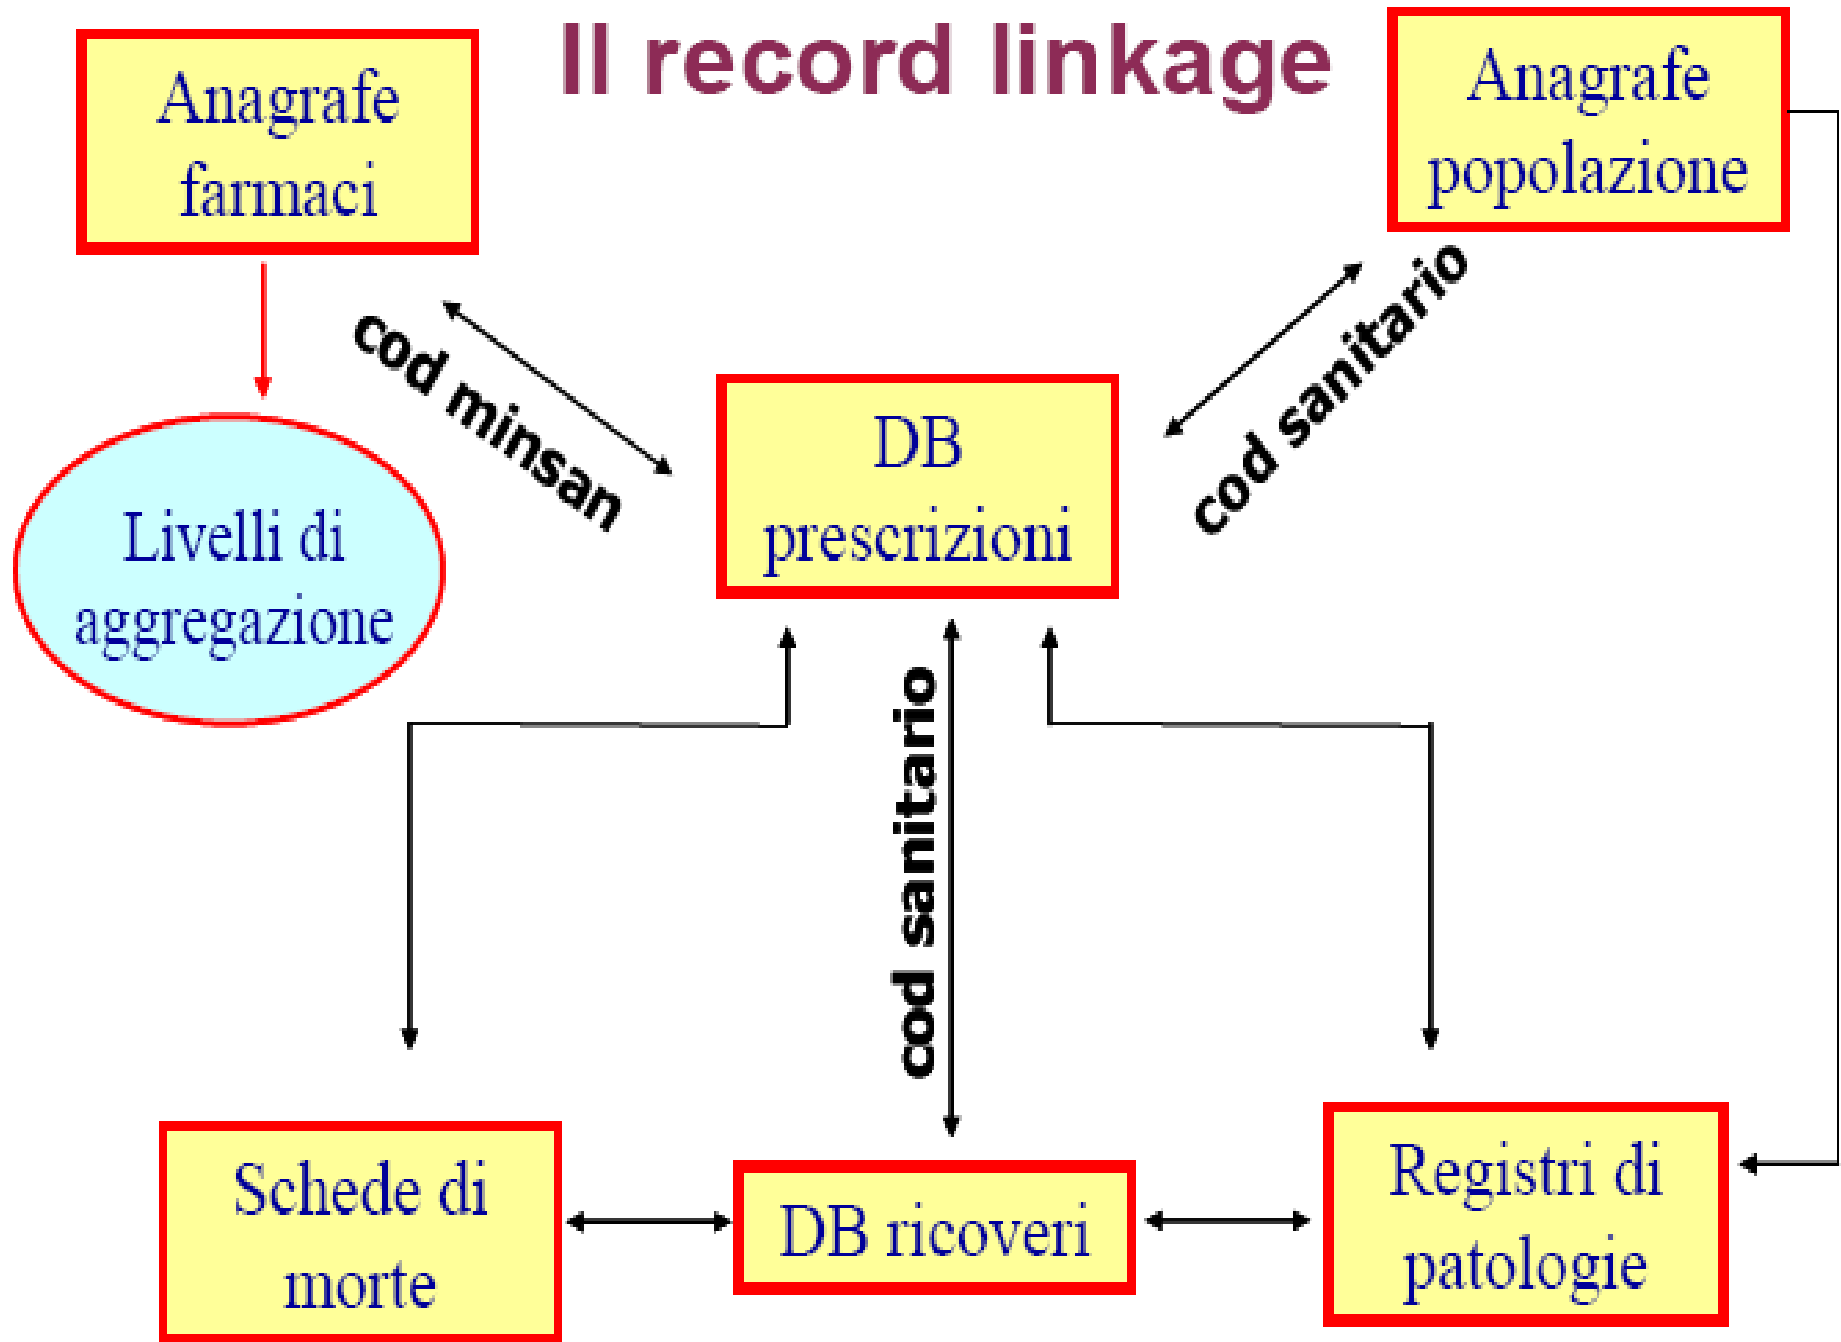 Il record linkage
Anagrafe
farmaci
Anagrafe
popolazione
cod minsan
cod sanitario
DB
prescrizioni
Livelli di
aggregazione
cod sanitario
Schede di
morte
DB ricoveri
Registri di
patologie